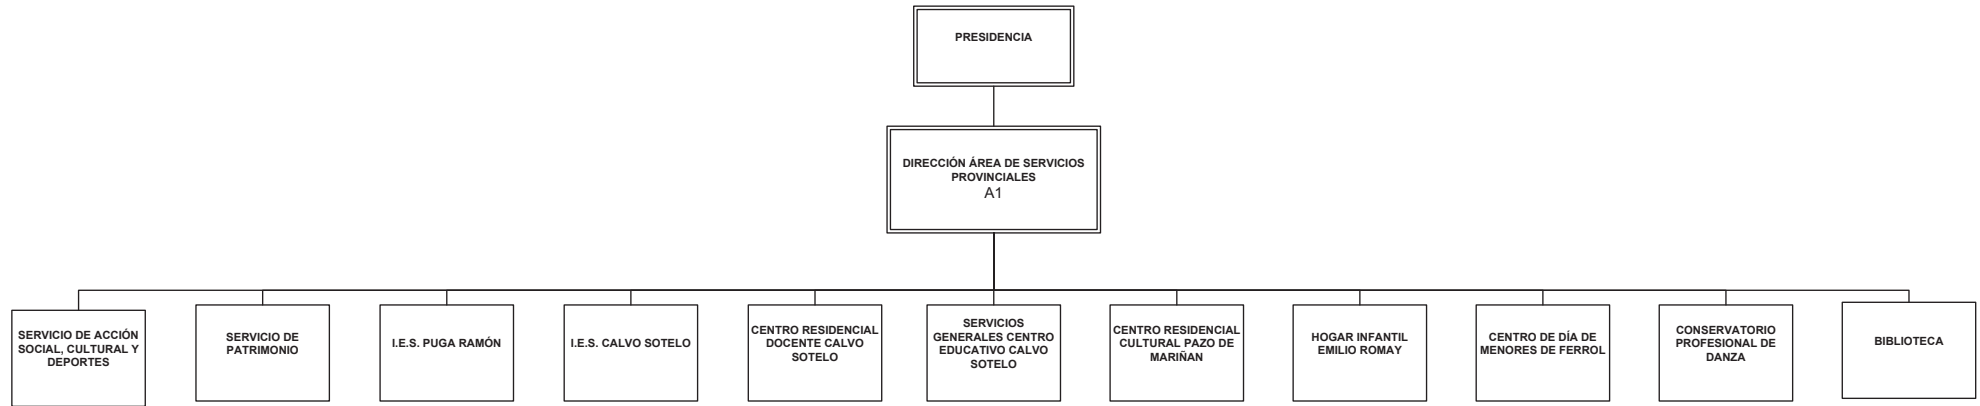 PRESIDENCIA
DIRECCIÓN ÁREA DE SERVICIOS
PROVINCIALES
A1
SERVICIO DE ACCIÓN
SOCIAL, CULTURAL Y
DEPORTES
SERVICIO DE
PATRIMONIO
I.E.S. PUGA RAMÓN
I.E.S. CALVO SOTELO
CENTRO RESIDENCIAL
DOCENTE CALVO
SOTELO
SERVICIOS
GENERALES CENTRO
EDUCATIVO CALVO
SOTELO
CENTRO RESIDENCIAL
CULTURAL PAZO DE
MARIÑAN
HOGAR INFANTIL
EMILIO ROMAY
CENTRO DE DÍA DE
MENORES DE FERROL
CONSERVATORIO
PROFESIONAL DE
DANZA
BIBLIOTECA